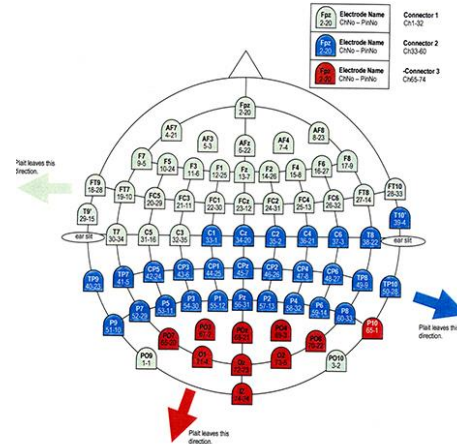 Fpz
2-20
Electrode Name
ChNo – PinNo
Connector 1
Ch1-32
Fpz
2-20
Electrode Name
ChNo – PinNo
Connector 2
Ch33-60
Fpz
2-20
Electrode Name
ChNo – PinNo
-Connector 3
Ch65-74
Fpz
2-20
AF7
4-21
AF3
5-3
AFz
6-22
AF4
7-4
AF8
8-23
Plait leaves this
direction.
F7
9-5
F5
10-24
F3
11-6
F1
12-25
Fz
13-7
F2
14-26
F4
15-8
F6
16-27
F8
17-9
FT9
18-28
FT7
19-10
FC5
20-29
FC3
21-11
FC1
22-30
FCz
23-12
FC2
24-31
FC4
25-13
FC6
26-32
FT8
27-14
FT10
28-33
T9'
29-15
T10'
39-4
ear slit
T7
30-34
C5
31-16
C3
32-35
C1
33-1
Cz
34-20
C2
35-2
C4
36-21
C6
37-3
T8
38-22
ear slit
TP9
40-23
TP7
41-5
CP5
42-24
CP3
43-6
CP1
44-25
CPz
45-7
CP2
46-26
CP4
47-8
CP6
48-27
TP8
49-9
TP10
50-28
P9
51-10
P7
52-29
P5
53-11
P3
54-30
P1
55-12
Pz
56-31
P2
57-13
P4
58-32
P6
59-14
P8
60-33
P10
65-1
Plait leaves this
direction.
PO7
PO3
POz
PO4
PO8
PO9
1-1
O1
71-4
Oz
O2
PO10
3-2
Plait leaves this
direction.